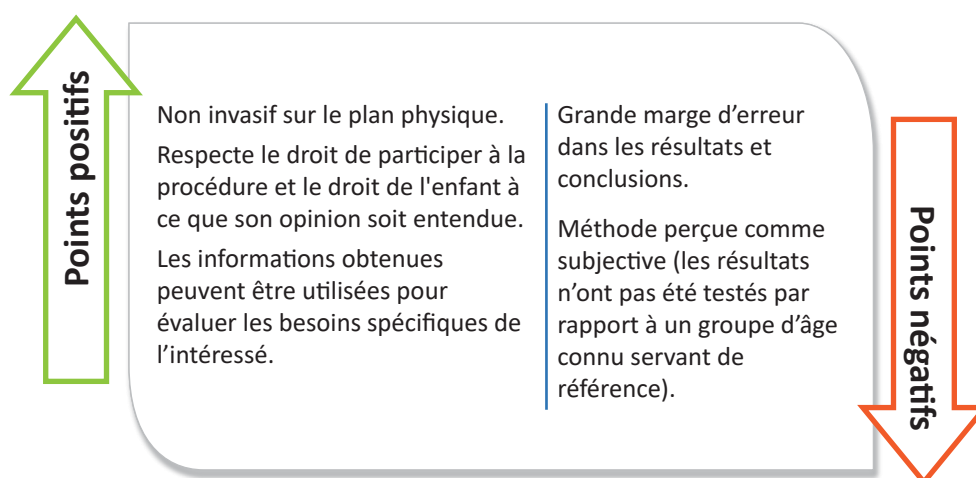 Points positifs
Non invasif sur le plan physique.
Respecte le droit de participer à la
procédure et le droit de l'enfant à
ce que son opinion soit entendue.
Les informations obtenues
peuvent être utilisées pour
évaluer les besoins spécifiques de
l’intéressé.
Grande marge d’erreur
dans les résultats et
conclusions.
Méthode perçue comme
subjective (les résultats
n’ont pas été testés par
rapport à un groupe d’âge
connu servant de
référence).
Points négatifs